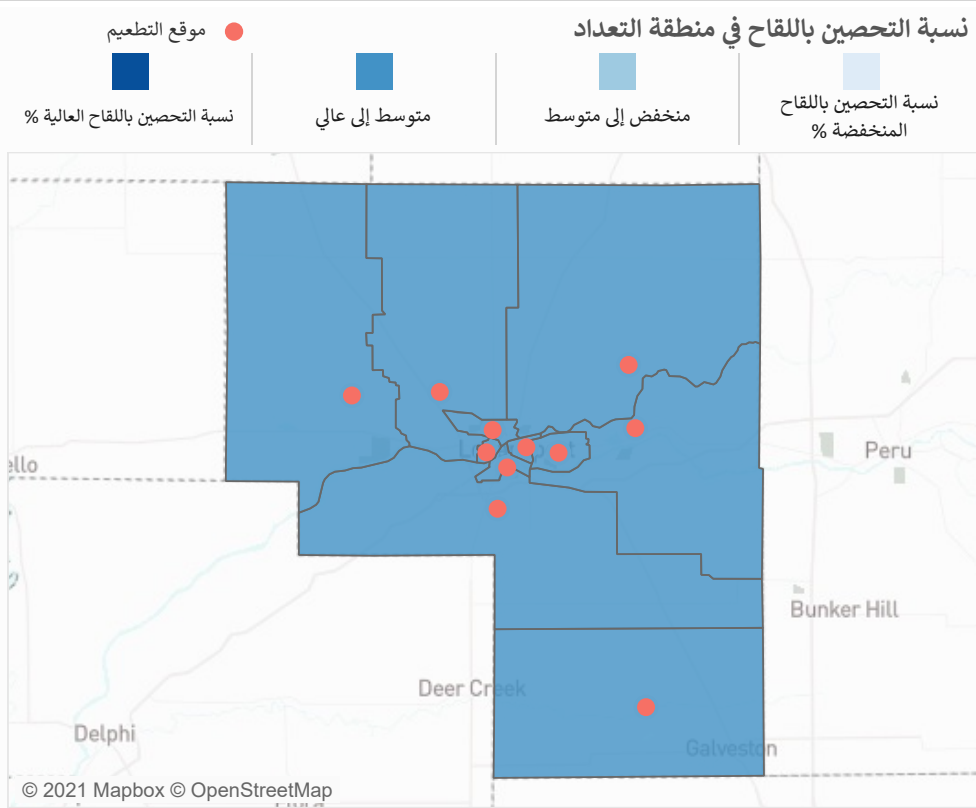 نسبة التحصين باللقاح في منطقة التعداد
موقع التطعيم
نسبة التحصين باللقاح
المنخفضة %
منخفض إلى متوسط
متوسط إلى عالي
نسبة التحصين باللقاح العالية %
ello
Peru
Bunker Hill
Deer Creek
Delphi
Galveston
© 2021 Mapbox © OpenStreetMap